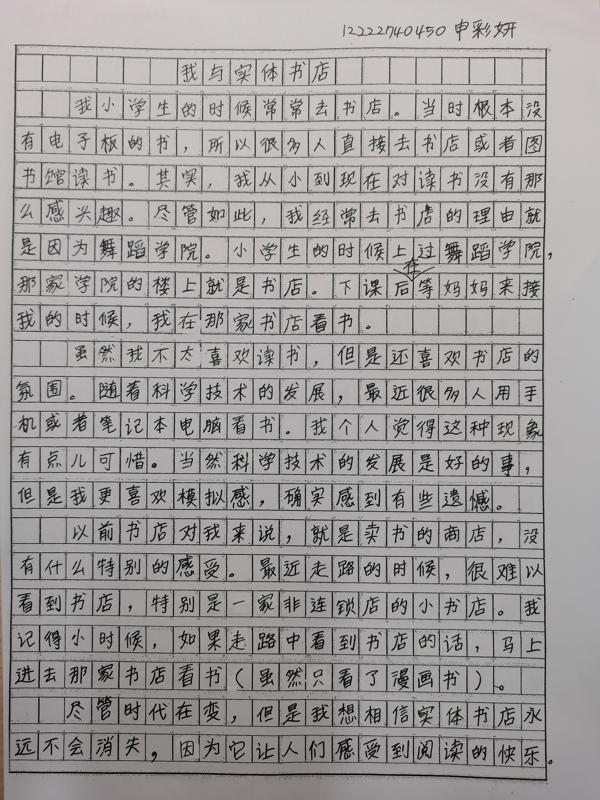 12222740450 申彩妍
我与实体书店
我小学生的时候常常去书店。当时根本没
有电子板的书，所以很多人直接去书店或者图
书馆读书。其实，我从小到现在对读书没有那
么感兴趣。尽管如此，我经常去书店的理由就
是因为舞蹈学院。小学生的时候上过舞蹈学院，
那家学院的楼上就是书店。下课后在等妈妈来接
我的时候，我在那家书店看书。
虽然我不太喜欢读书，但是还喜欢书店的
氛围。随着科学技术的发展，最近很多人用手
机或者笔记本电脑看书。我个人觉得这种现象
有点儿可惜。当然科学技术的发展是好的事，
但是我更喜欢模拟感，确实感到有些遗憾。
以前书店对我来说，就是卖书的商店，没
有什么特别的感受。最近走路的时候，很难以
看到书店，特别是一家非连锁店的小书店。我
记得小时候，如果走路中看到书店的话，马上
进去那家书店看书（虽然只看了漫画书）。
尽管时代在变，但是我想相信实体书店永
远不会消失，因为它让人们感受到阅读的快乐。